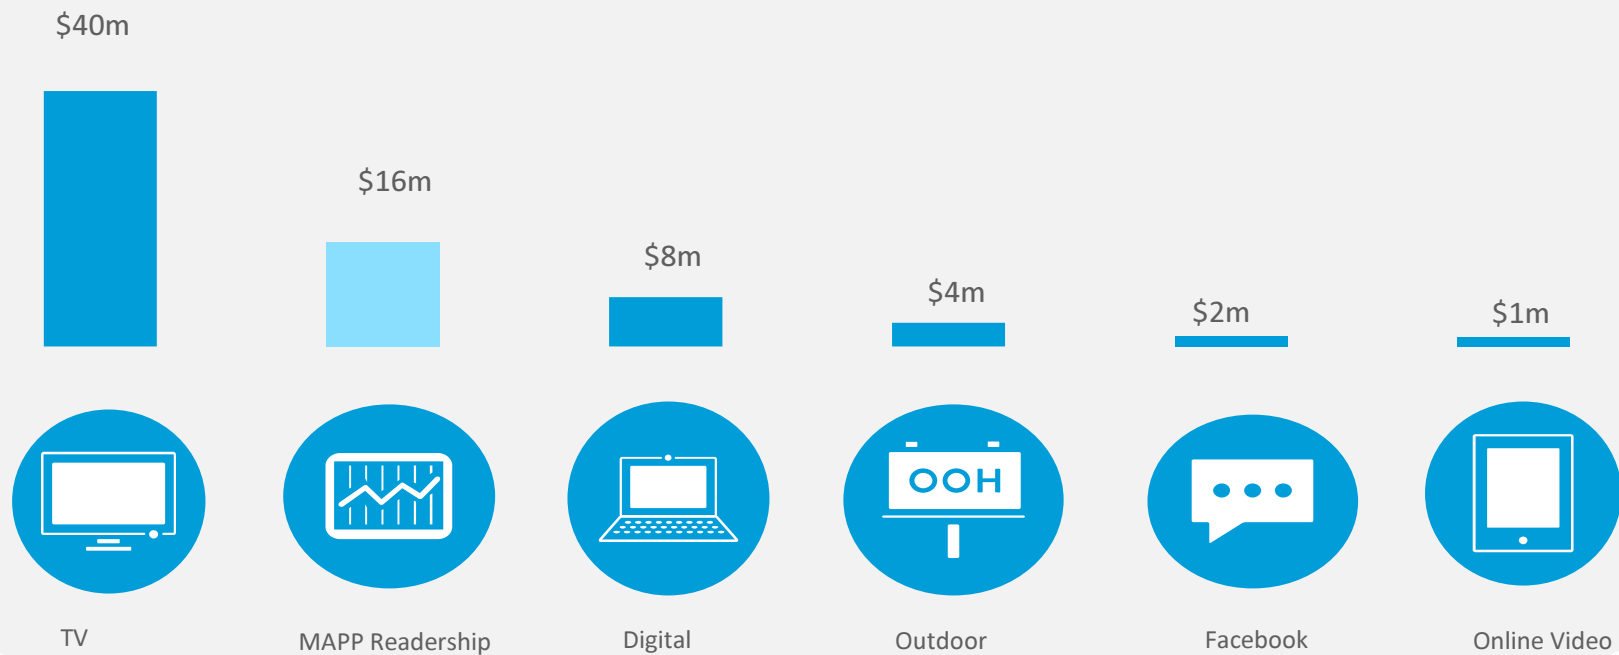 $40m
$16m
$8m
$4m
$2m
$1m
OOH
TV
MAPP Readership
Digital
Outdoor
Facebook
Online Video